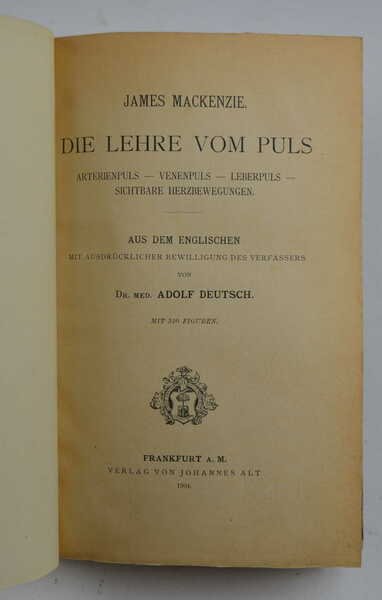 JAMES MACKENZIE.
DIE LEHRE VOM PULS
ARTERIENPULS — VENENPULS — LEBERPULS —
SICHTBARE HERZBEWEGUNGEN.
AUS DEM ENGLISCHEN
MIT AUSDRÜCKLICHER BEWILLIGUNG DES VERFASSERS
VON
DR. MED. ADOLF DEUTSCH.
MIT 340 FIGUREN.
FRANKFURT A. M.
VERLAG VON JOHANNES ALT
1904.